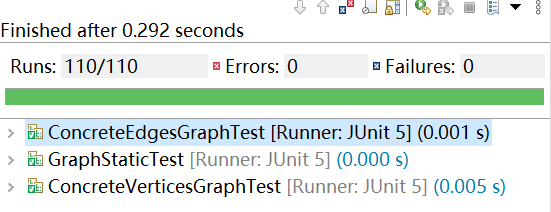 Finished after 0.292 seconds
Runs: 110/110 Errors: 0 Failures: 0
ConcreteEdgesGraphTest [Runner: JUnit 5] (0.001 s)
GraphStaticTest [Runner: JUnit 5] (0.000 s)
ConcreteVerticesGraphTest [Runner: JUnit 5] (0.005 s)